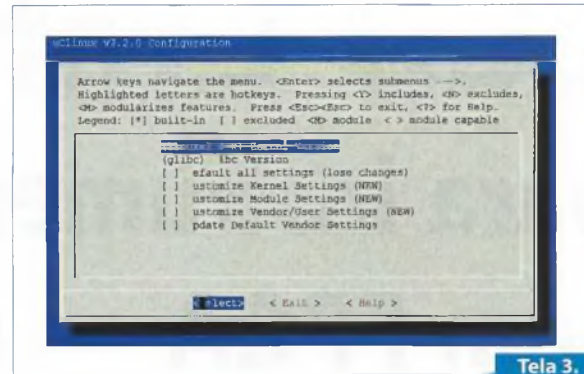 uClinux v3.2.0 Configuration
Arrow keys navigate the menu. <Enter> selects submenus --->.
Highlighted letters are hotkeys. Pressing <Y> includes, <N> excludes,
<M> modularizes features. Press <Esc><Esc> to exit, <?> for Help.
Legend: [*] built-in [ ] excluded <M> module < > module capable
Version
(glibc) ibc Version
[ ] efault all settings (lose changes)
[ ] ustomize Kernel Settings (NEW)
[ ] ustomize Module Settings (NEW)
[ ] ustomize Vendor/User Settings (NEW)
[ ] pdate Default Vendor Settings
< lect> < Exit > < Help >
Tela 3.